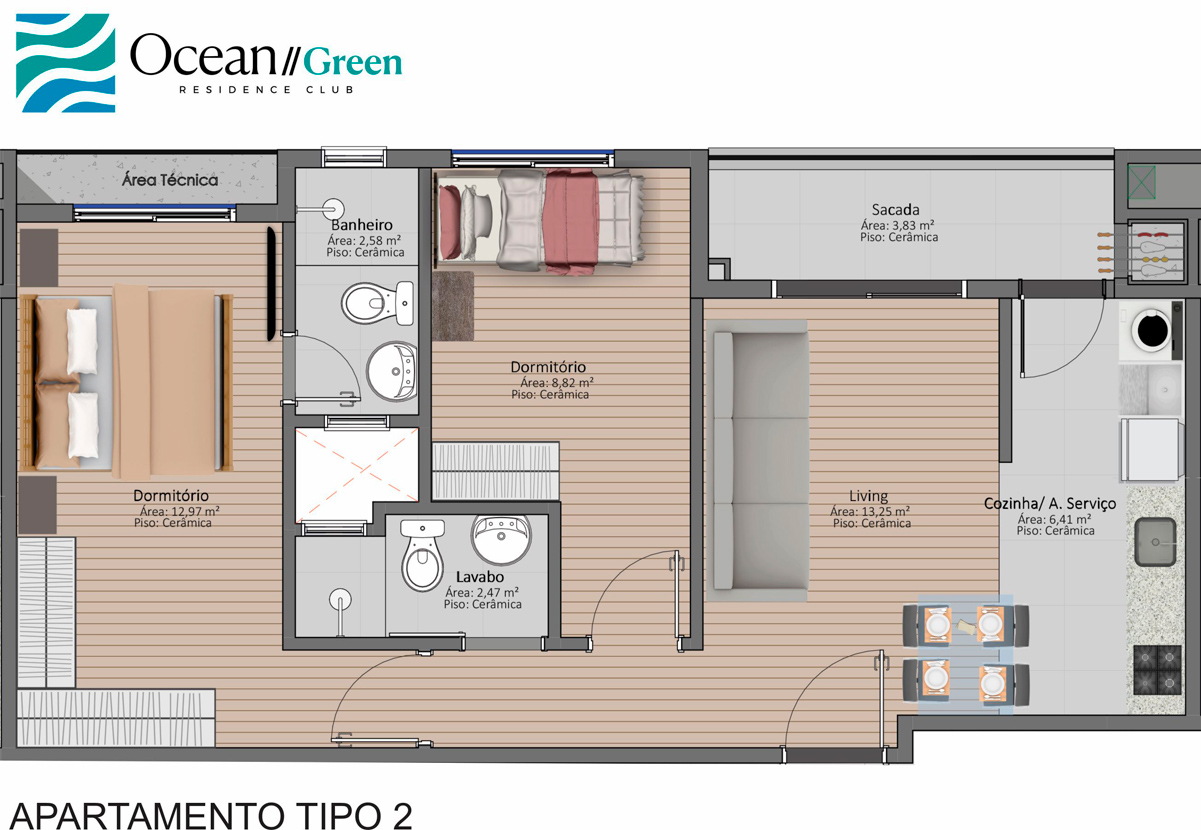 Ocean//Green
RESIDENCE CLUB
Área Técnica
Banheiro
Área: 2,58 m²
Piso: Cerâmica
Sacada
Área: 3,83 m²
Piso: Cerâmica
Dormitório
Área: 8,82 m²
Piso: Cerâmica
Dormitório
Área: 12,97 m²
Piso: Cerâmica
Living
Área: 13,25 m²
Piso: Cerâmica
Cozinha/ A. Serviço
Área: 6,41 m²
Piso: Cerâmica
Lavabo
Área: 2,47 m²
Piso: Cerâmica
APARTAMENTO TIPO 2